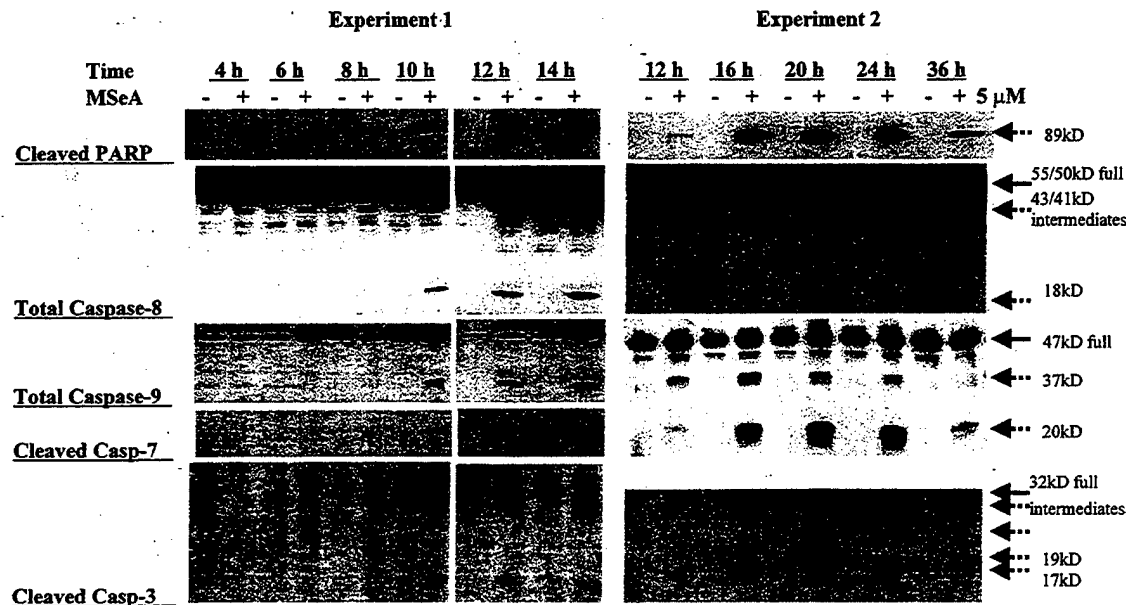 Experiment 1 Experiment 2
Time 4 h 6 h 8 h 10 h 12 h 14 h 12 h 16 h 20 h 24 h 36 h
MSeA - + - + - + - + - + - + - + - + - + - + - + 5 µM
89kD
Cleaved PARP
55/50kD full
43/41kD
intermediates
18kD
Total Caspase-8
47kD full
37kD
Total Caspase-9
20kD
Cleaved Casp-7
32kD full
intermediates
19kD
17kD
Cleaved Casp-3